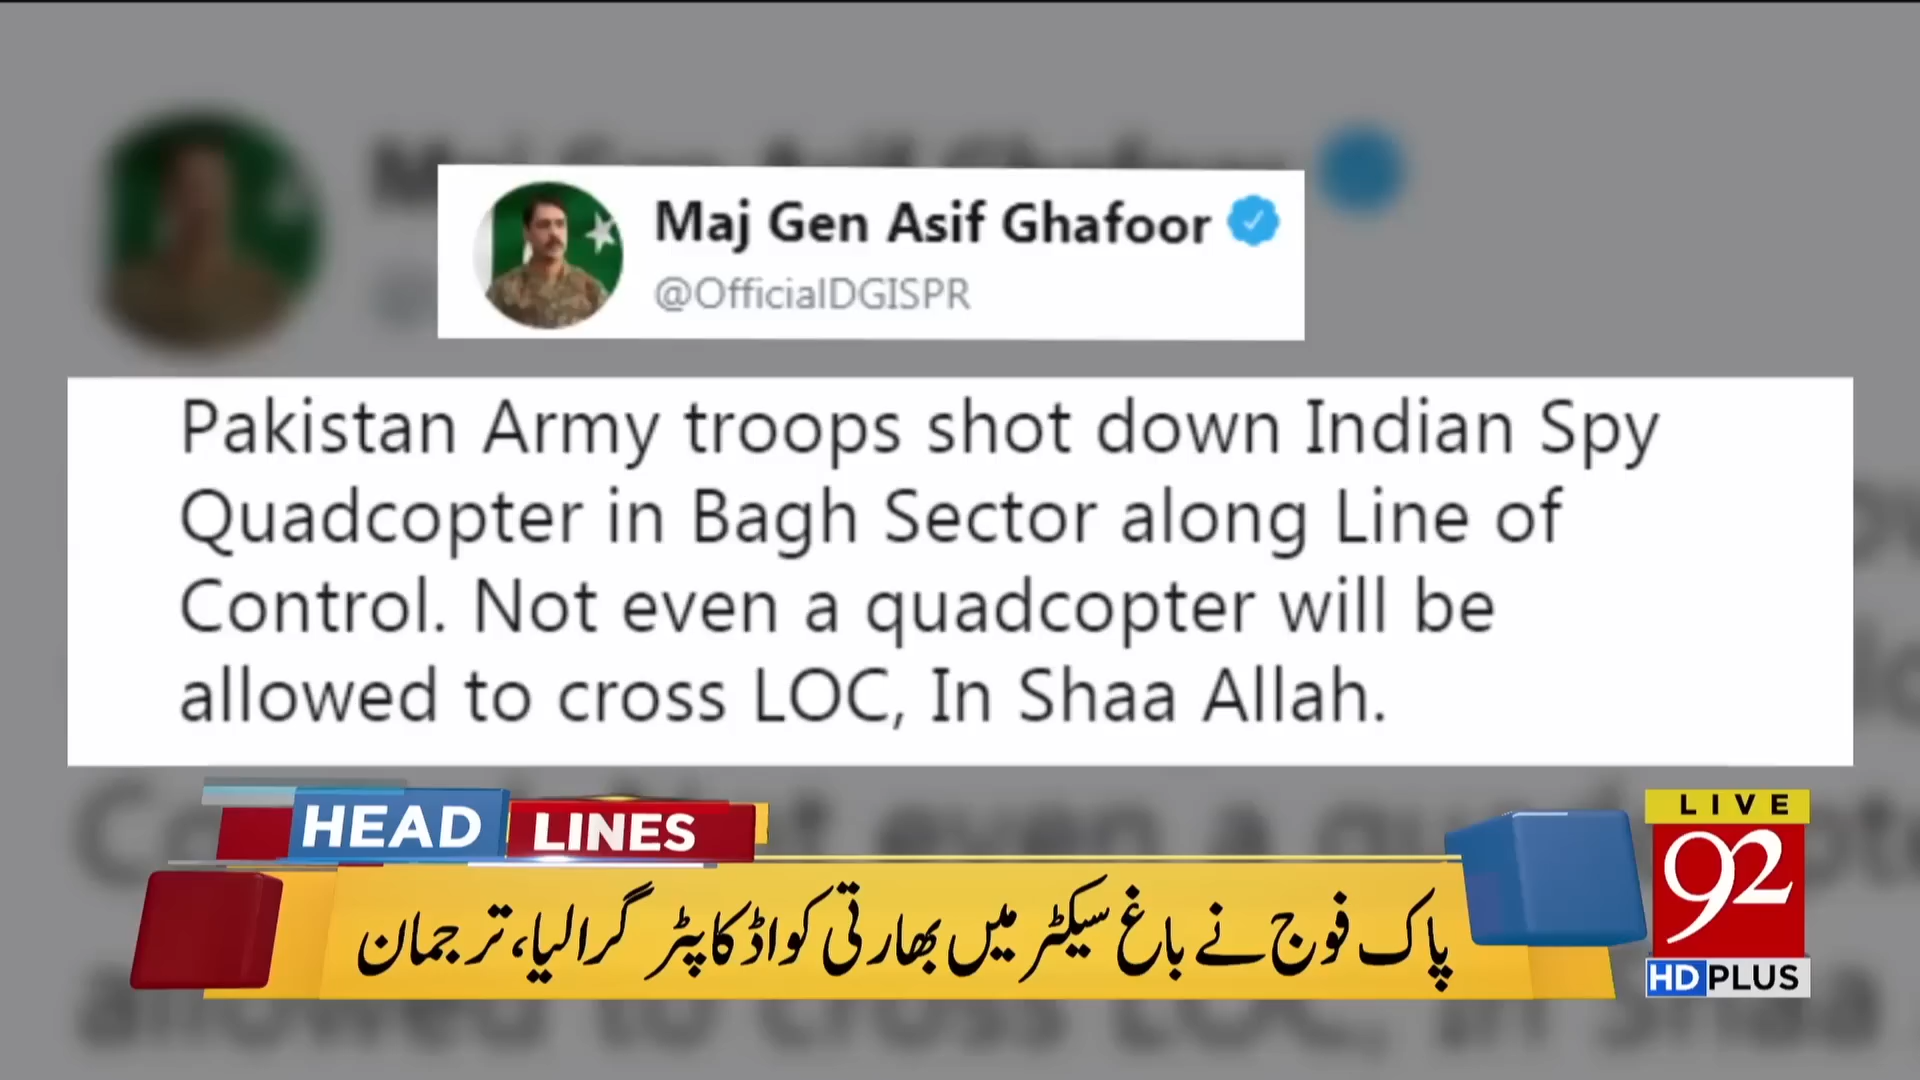 Maj Gen Asif Ghafoor
@OfficialDGISPR
Pakistan Army troops shot down Indian Spy
Quadcopter in Bagh Sector along Line of
Control. Not even a quadcopter will be
allowed to cross LOC, In Shaa Allah.
HEAD LINES
پاک فوج نے باغ سیکٹر میں بھارتی کواڈ کاپٹر گرا لیا، ترجمان
LIVE
92
HD PLUS